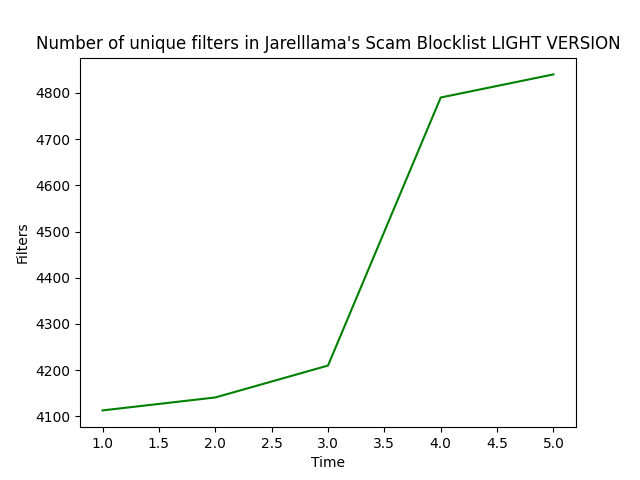 Number of unique filters in Jarelllama's Scam Blocklist LIGHT VERSION
4800
4700
4600
4500
4400
4300
4200
4100
Filters
1.0 1.5 2.0 2.5 3.0 3.5 4.0 4.5 5.0
Time